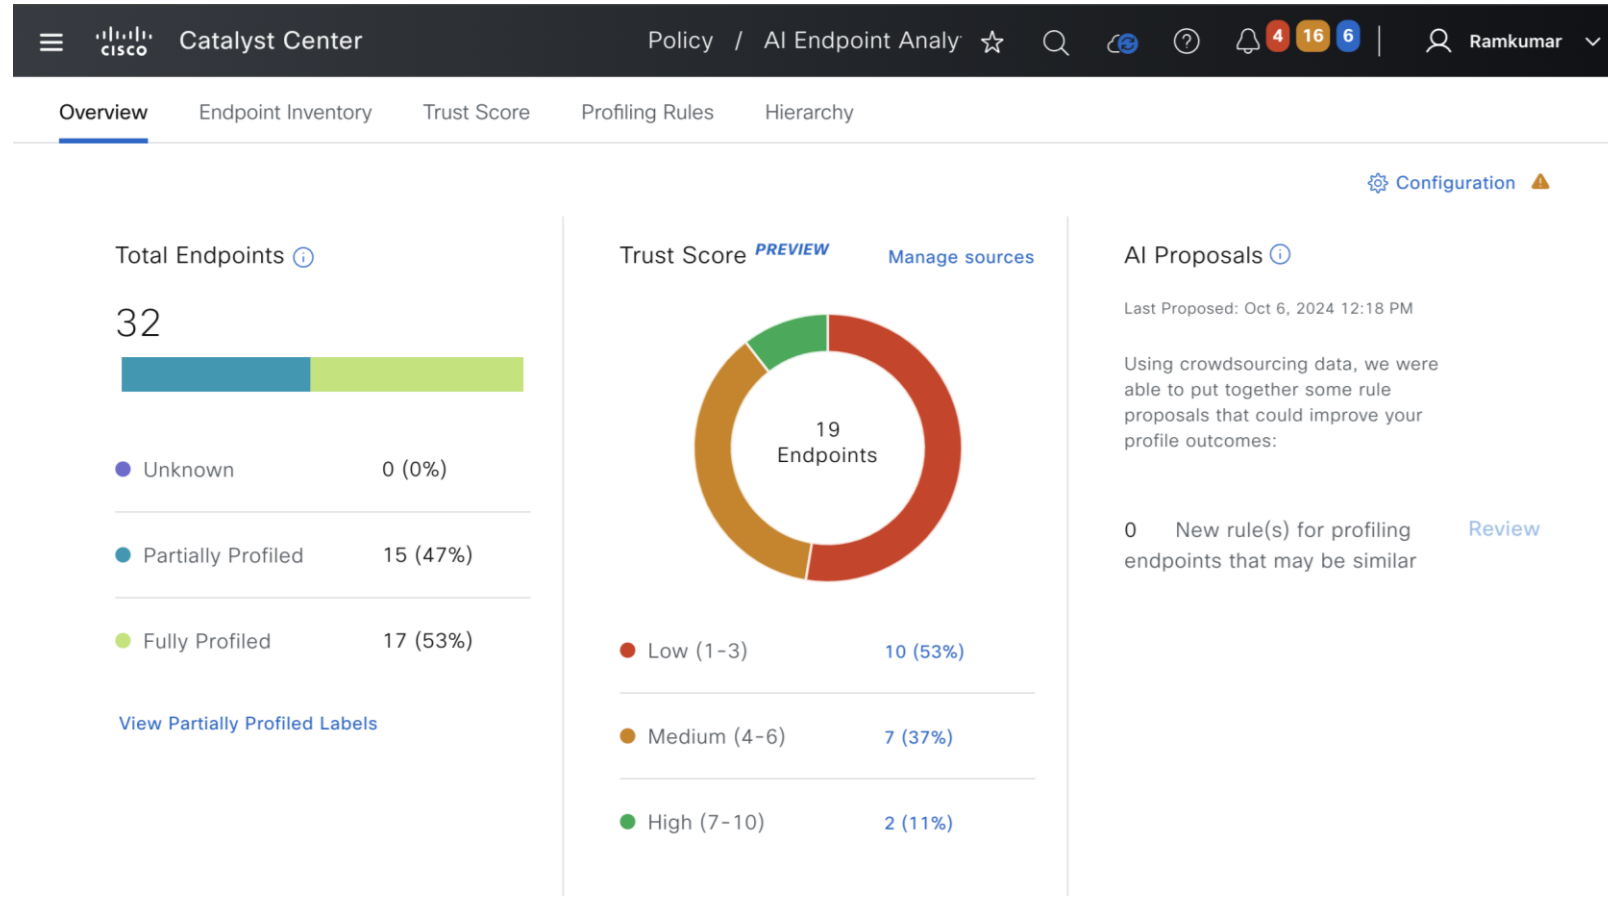 cisco Catalyst Center Policy / AI Endpoint Analy 4 16 6 Ramkumar
Overview Endpoint Inventory Trust Score Profiling Rules Hierarchy
Configuration
Total Endpoints
32
Unknown 0 (0%)
Partially Profiled 15 (47%)
Fully Profiled 17 (53%)
View Partially Profiled Labels
Trust Score PREVIEW Manage sources
19
Endpoints
Low (1-3) 10 (53%)
Medium (4-6) 7 (37%)
High (7-10) 2 (11%)
AI Proposals
Last Proposed: Oct 6, 2024 12:18 PM
Using crowdsourcing data, we were
able to put together some rule
proposals that could improve your
profile outcomes:
0 New rule(s) for profiling Review
endpoints that may be similar